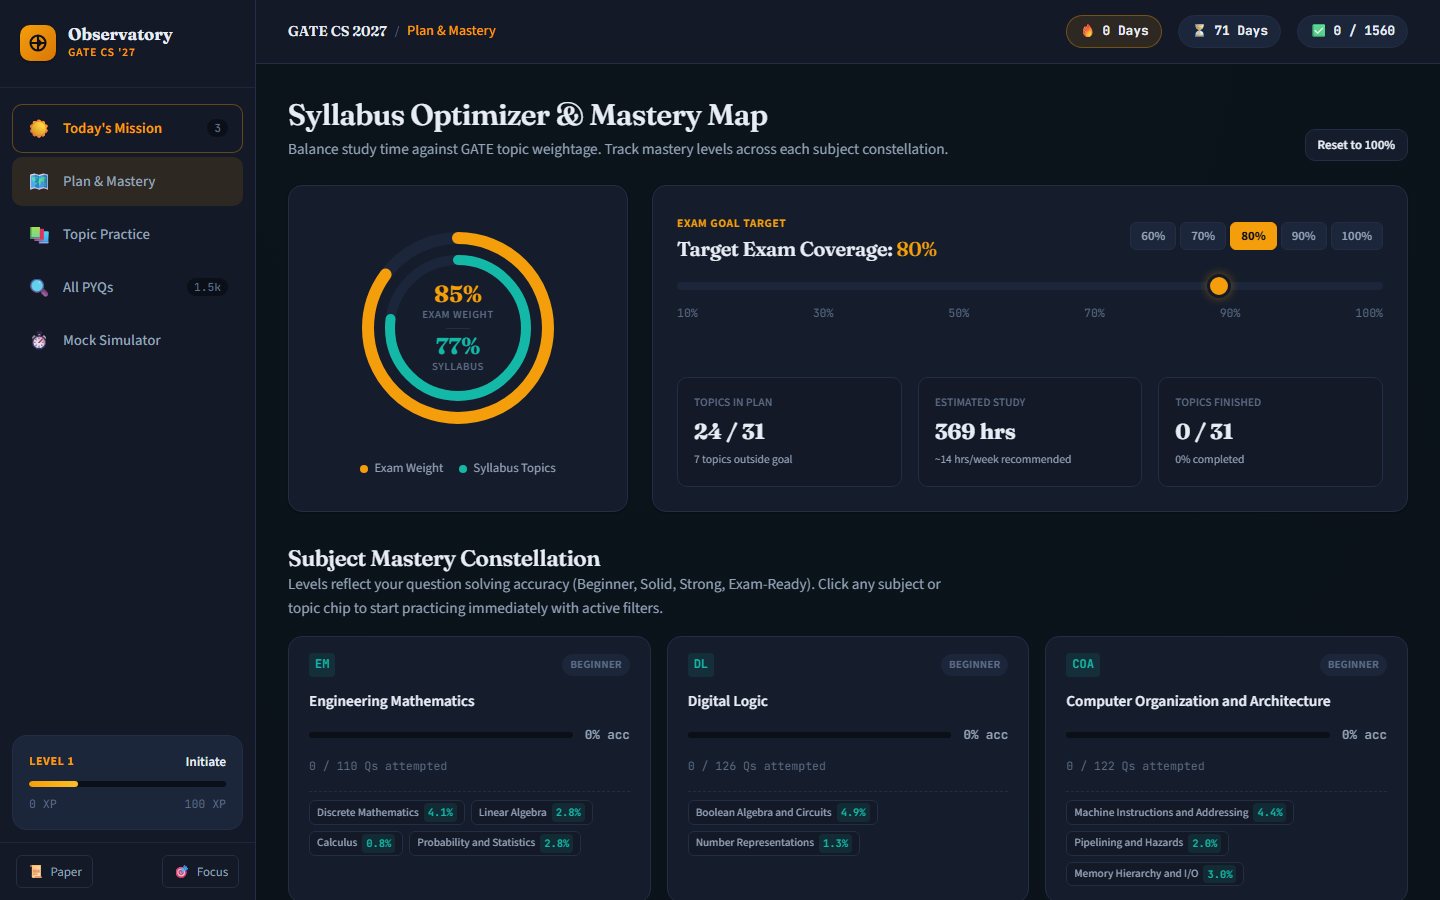 Observatory
GATE CS '27
Today's Mission
3
Plan & Mastery
Topic Practice
All PYQs
1.5k
Mock Simulator
LEVEL 1
Initiate
0 XP
100 XP
Paper
Focus
GATE CS 2027 / Plan & Mastery
0 Days
71 Days
0 / 1560
Syllabus Optimizer & Mastery Map
Balance study time against GATE topic weightage. Track mastery levels across each subject constellation.
Reset to 100%
85%
EXAM WEIGHT
77%
SYLLABUS
Exam Weight
Syllabus Topics
EXAM GOAL TARGET
Target Exam Coverage: 80%
60%
70%
80%
90%
100%
10%
30%
50%
70%
90%
100%
TOPICS IN PLAN
24 / 31
7 topics outside goal
ESTIMATED STUDY
369 hrs
~14 hrs/week recommended
TOPICS FINISHED
0 / 31
0% completed
Subject Mastery Constellation
Levels reflect your question solving accuracy (Beginner, Solid, Strong, Exam-Ready). Click any subject or
topic chip to start practicing immediately with active filters.
EM
BEGINNER
Engineering Mathematics
0% acc
0 / 110 Qs attempted
Discrete Mathematics 4.1%
Linear Algebra 2.8%
Calculus 0.8%
Probability and Statistics 2.8%
DL
BEGINNER
Digital Logic
0% acc
0 / 126 Qs attempted
Boolean Algebra and Circuits 4.9%
Number Representations 1.3%
COA
BEGINNER
Computer Organization and Architecture
0% acc
0 / 122 Qs attempted
Machine Instructions and Addressing 4.4%
Pipelining and Hazards 2.0%
Memory Hierarchy and I/O 3.0%